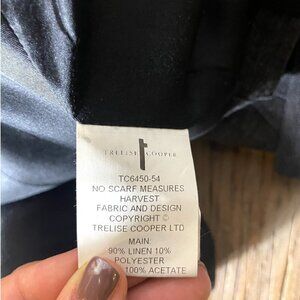 TRELISE COOPER
TC6450-54
NO SCARF MEASURES
HARVEST
FABRIC AND DESIGN
COPYRIGHT ©
TRELISE COOPER LTD
MAIN:
90% LINEN 10%
POLYESTER
100% ACETATE